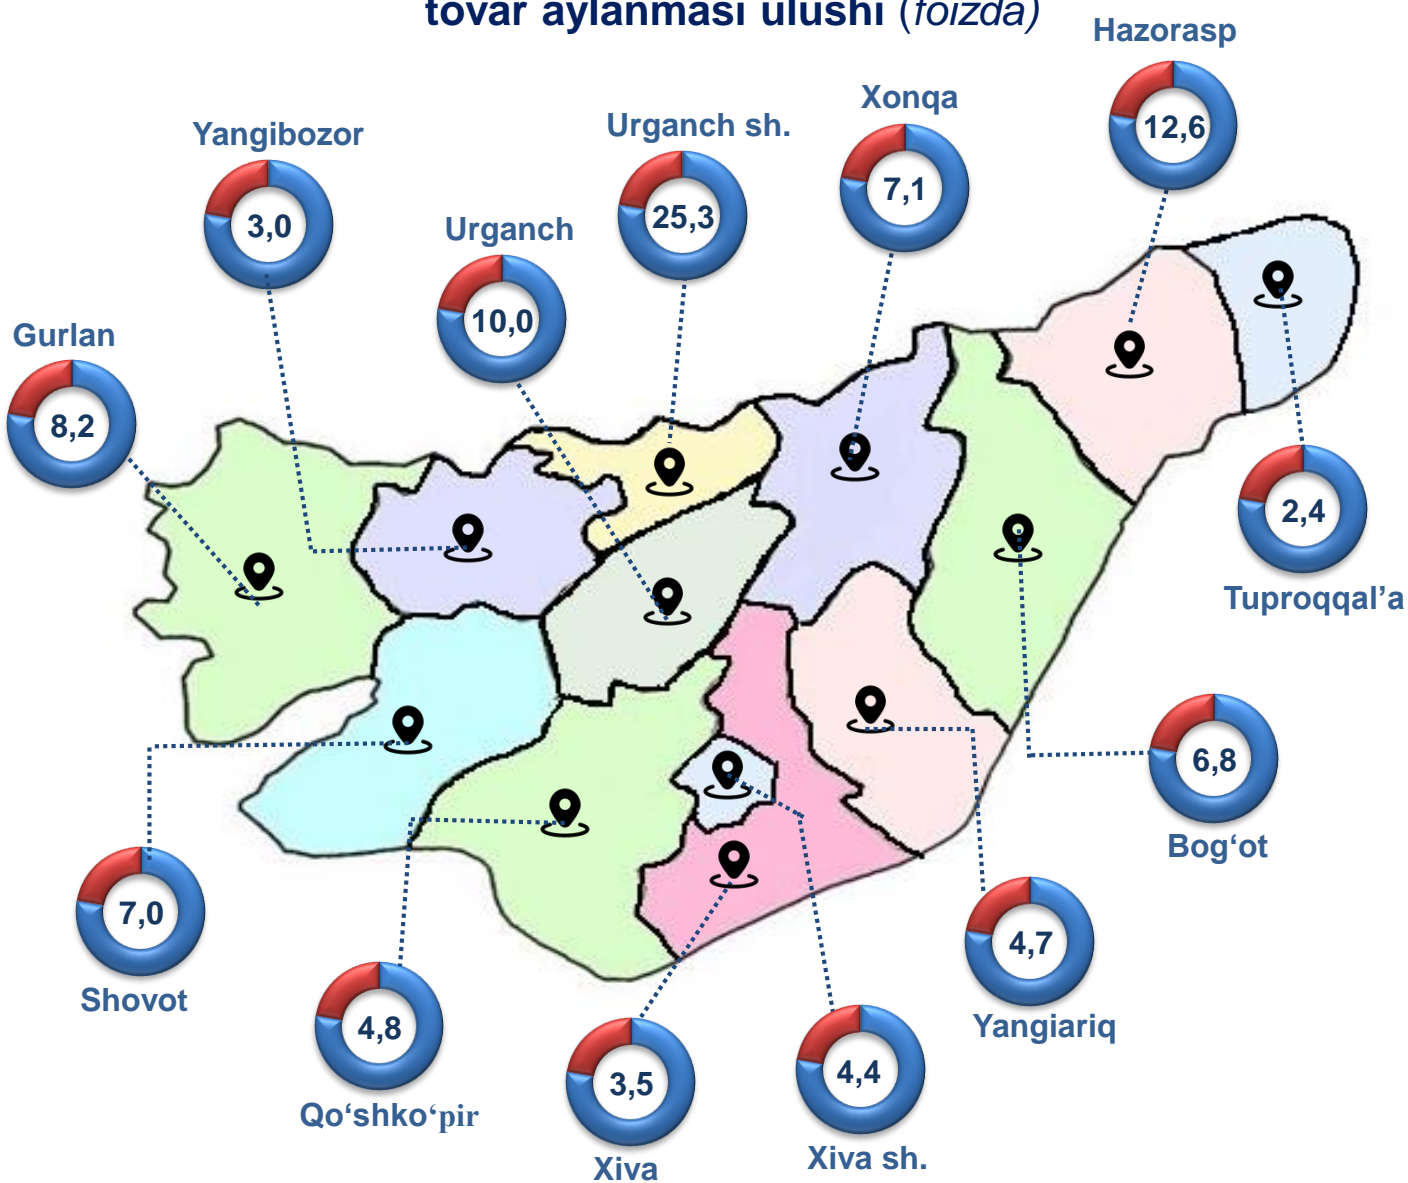 tovar aylanmasi ulushi (foizda)
Hazorasp
12,6
Xonqa
7,1
Urganch sh.
25,3
Yangibozor
3,0
Urganch
10,0
Gurlan
8,2
2,4
Tuproqqal’a
6,8
Bog‘ot
7,0
Shovot
4,7
Yangiariq
4,8
Qo‘shko‘pir
3,5
Xiva
4,4
Xiva sh.